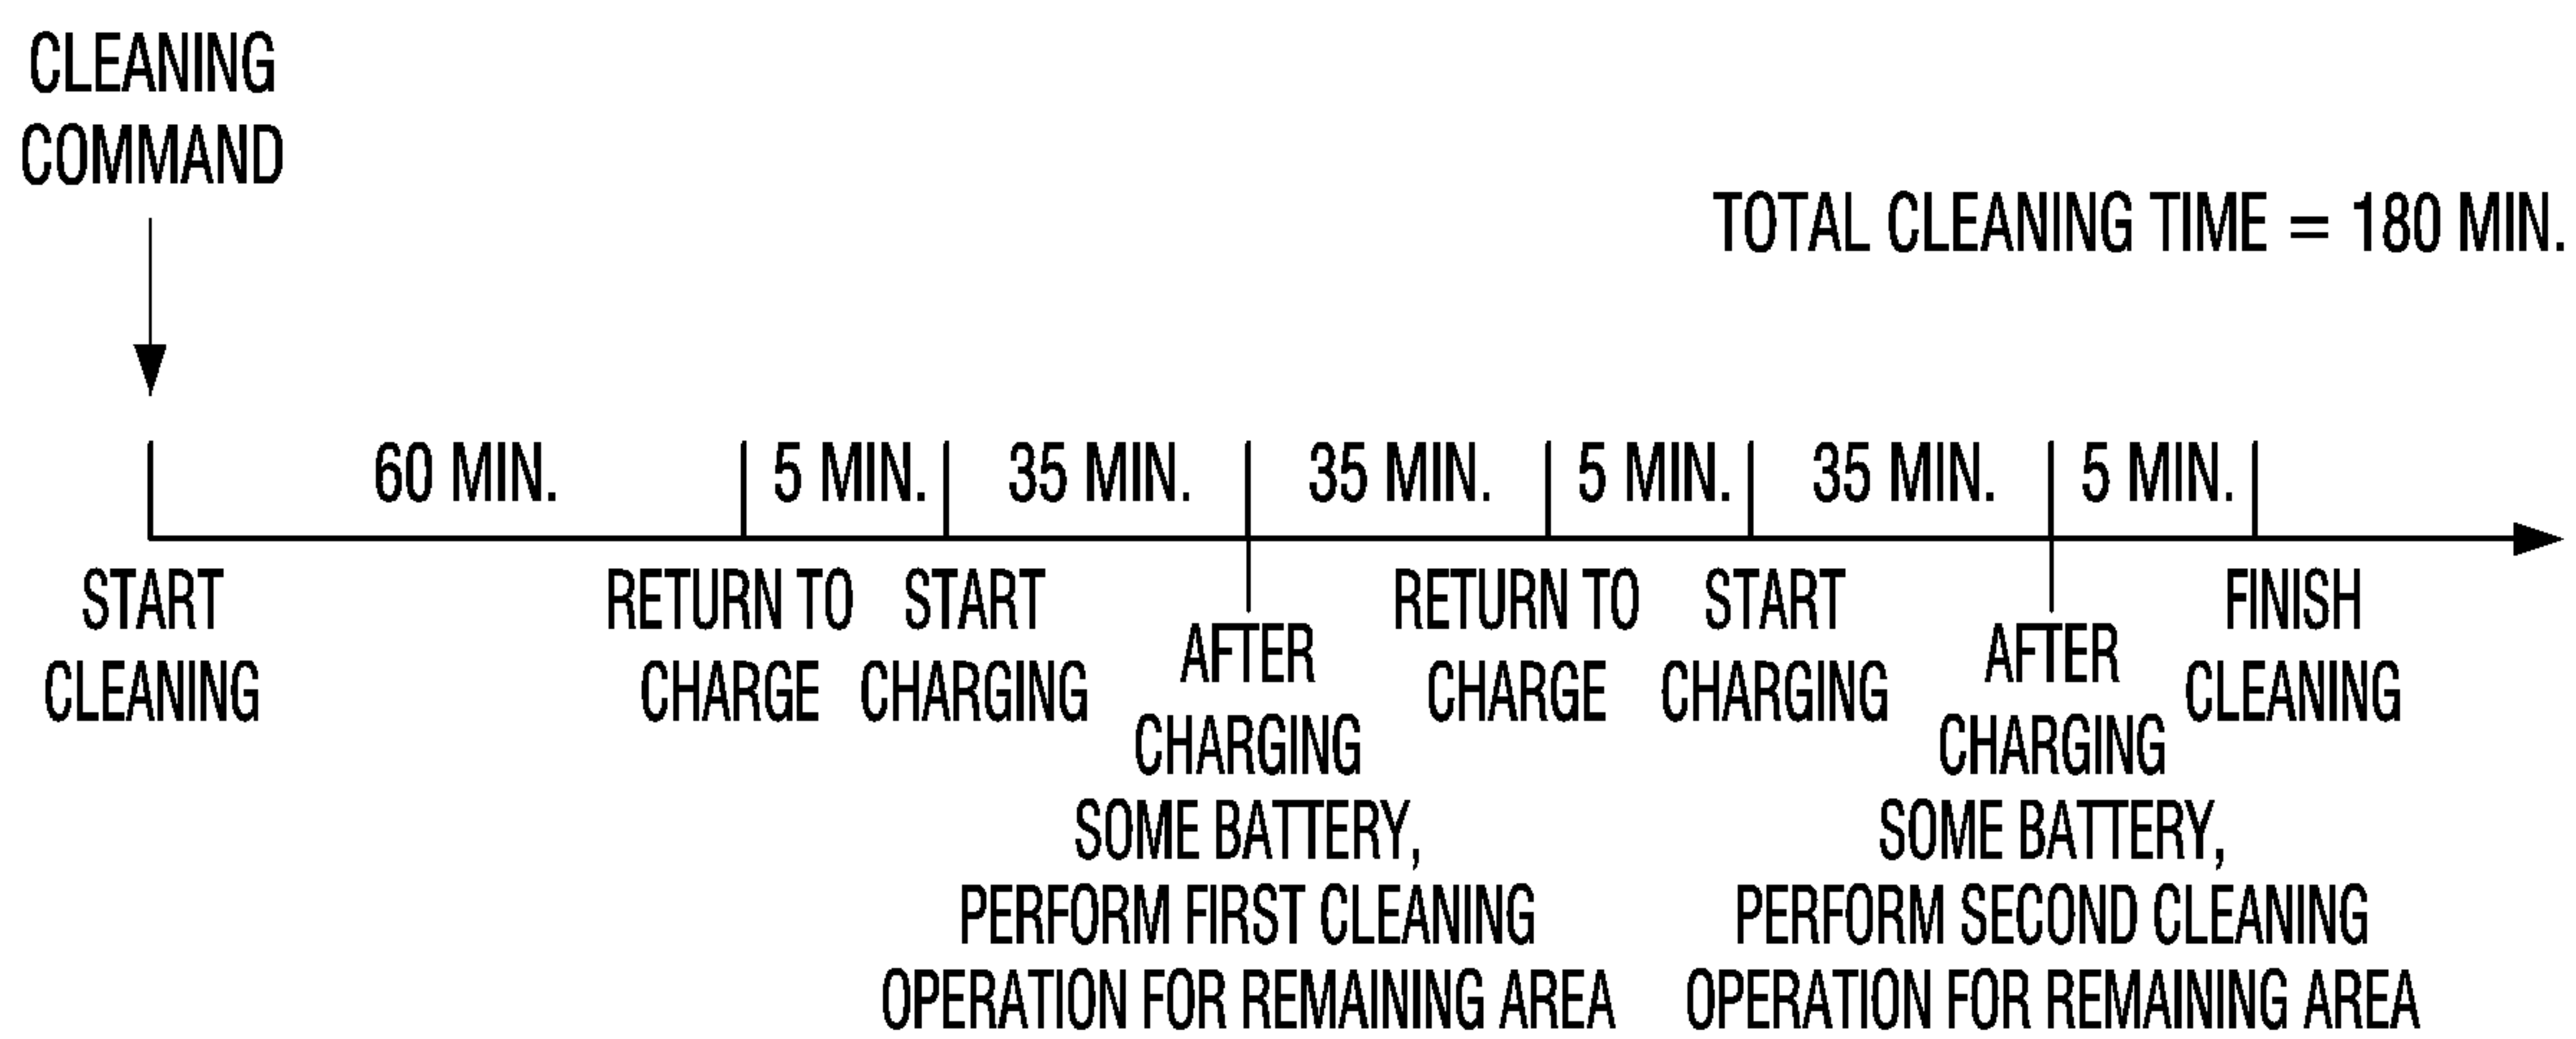 CLEANING
COMMAND
TOTAL CLEANING TIME = 180 MIN.
60 MIN.
5 MIN.
35 MIN.
35 MIN.
5 MIN.
35 MIN.
5 MIN.
START
CLEANING
RETURN TO
CHARGE
START
CHARGING
AFTER
CHARGING
SOME BATTERY,
PERFORM FIRST CLEANING
OPERATION FOR REMAINING AREA
RETURN TO
CHARGE
START
CHARGING
AFTER
CHARGING
SOME BATTERY,
PERFORM SECOND CLEANING
OPERATION FOR REMAINING AREA
FINISH
CLEANING